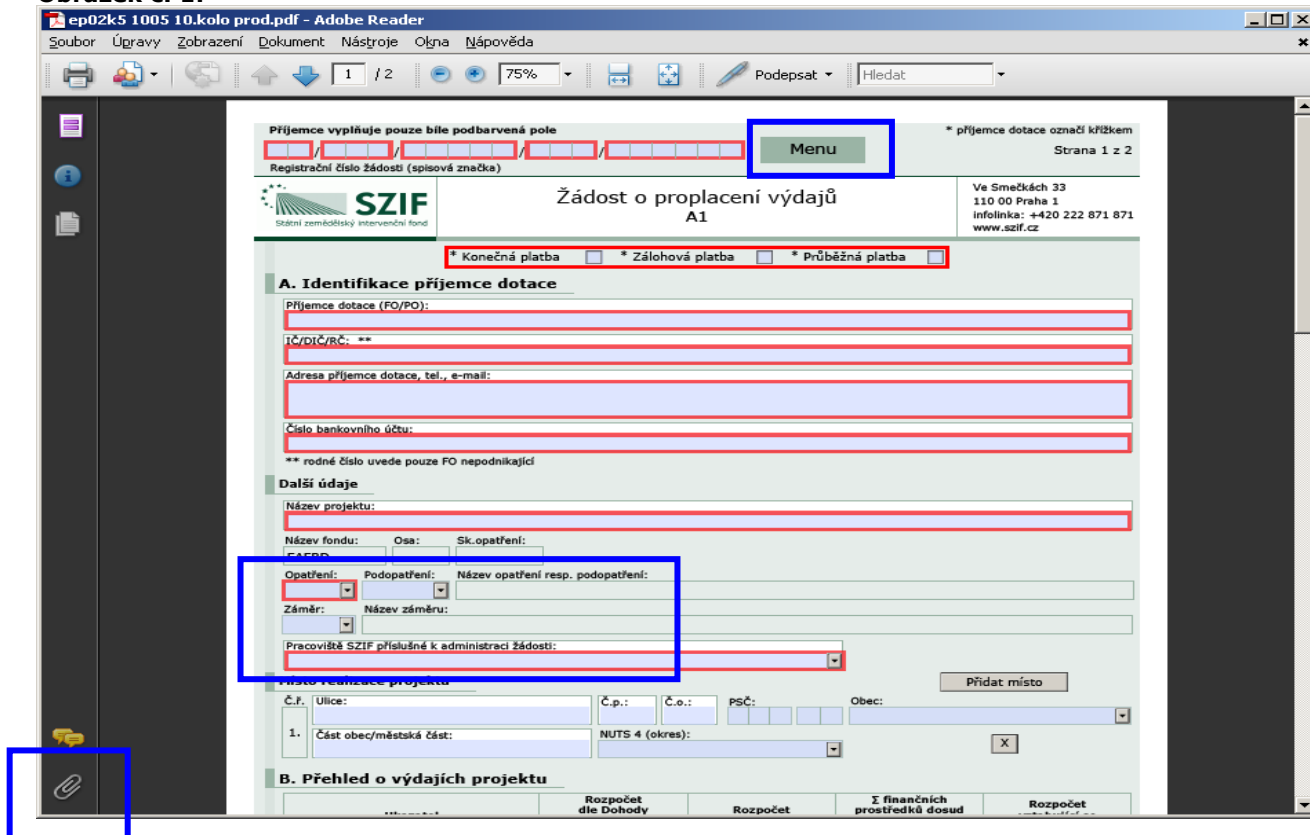 ep02k5 1005 10.kolo prod.pdf - Adobe Reader
Soubor Úpravy Zobrazení Dokument Nástroje Okna Nápověda
1 / 2 75% Podepsat Hledat
Příjemce vyplňuje pouze bíle podbarvená pole * příjemce dotace označí křížkem
/ / / / Menu Strana 1 z 2
Registrační číslo žádosti (spisová značka)
SZIF
Státní zemědělský intervenční fond
Žádost o proplacení výdajů
A1
Ve Smečkách 33
110 00 Praha 1
infolinka: +420 222 871 871
www.szif.cz
* Konečná platba * Zálohová platba * Průběžná platba
A. Identifikace příjemce dotace
Příjemce dotace (FO/PO):
IČ/DIČ/RČ: **
Adresa příjemce dotace, tel., e-mail:
Číslo bankovního účtu:
** rodné číslo uvede pouze FO nepodnikající
Další údaje
Název projektu:
Název fondu: Osa: Sk.opatření:
Opatření: Podopatření: Název opatření resp. podopatření:
Záměr: Název záměru:
Pracoviště SZIF příslušné k administraci žádosti:
Místo realizace projektu Přidat místo
Č.ř. Ulice: Č.p.: Č.o.: PSČ: Obec:
1. Část obec/městská část: NUTS 4 (okres): X
B. Přehled o výdajích projektu
Rozpočet dle Dohody Rozpočet Σ finančních prostředků dosud Rozpočet